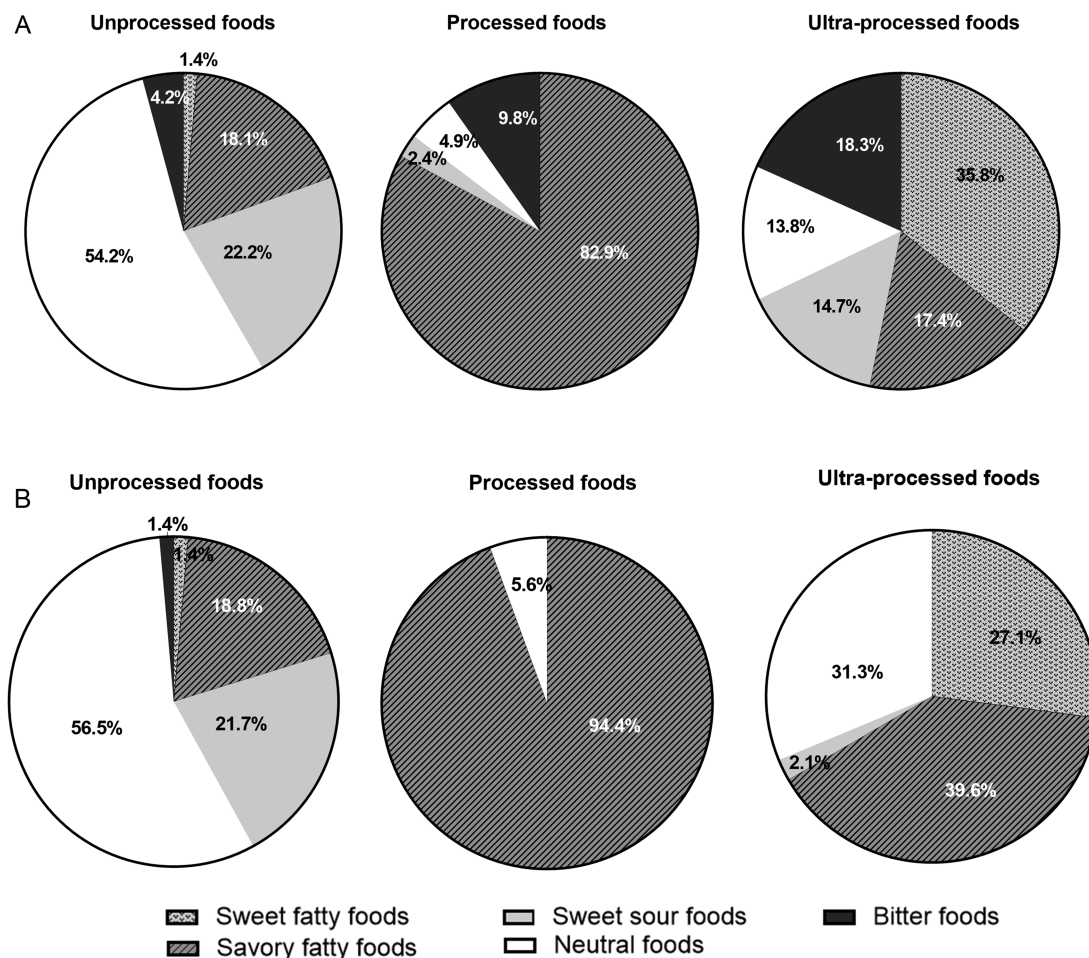 A
Unprocessed foods
Processed foods
Ultra-processed foods
1.4%
4.2%
18.1%
54.2%
22.2%
9.8%
4.9%
2.4%
82.9%
18.3%
35.8%
13.8%
14.7%
17.4%
B
Unprocessed foods
Processed foods
Ultra-processed foods
1.4%
1.4%
18.8%
56.5%
21.7%
5.6%
94.4%
27.1%
31.3%
2.1%
39.6%
Sweet fatty foods
Sweet sour foods
Bitter foods
Savory fatty foods
Neutral foods